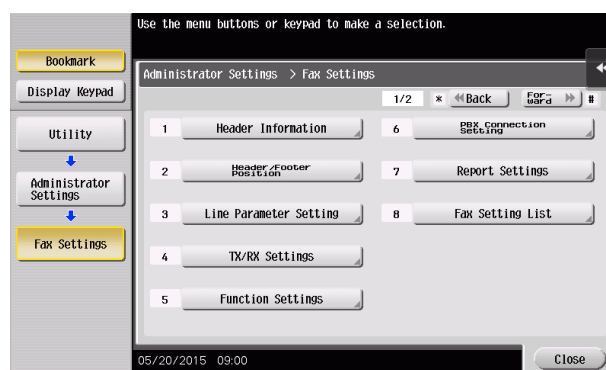 Use the menu buttons or keypad to make a selection.
Bookmark
Display Keypad
Utility
Administrator
Settings
Fax Settings
Administrator Settings > Fax Settings
1/2 * Back For-
ward #
1 Header Information
2 Header/Footer
Position
3 Line Parameter Setting
4 TX/RX Settings
5 Function Settings
6 PBX Connection
Setting
7 Report Settings
8 Fax Setting List
05/20/2015 09:00
Close